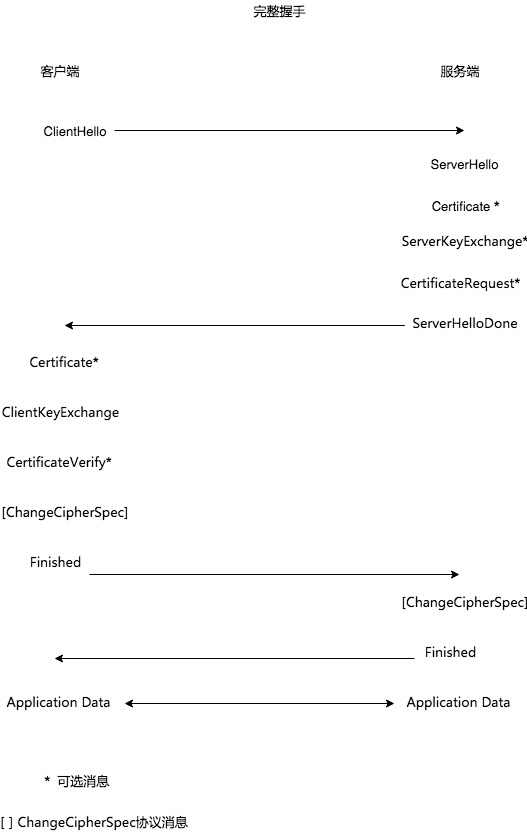 完整握手
客户端 服务端
ClientHello
ServerHello
Certificate *
ServerKeyExchange*
CertificateRequest*
ServerHelloDone
Certificate*
ClientKeyExchange
CertificateVerify*
[ChangeCipherSpec]
Finished
[ChangeCipherSpec]
Finished
Application Data Application Data
* 可选消息
[ ] ChangeCipherSpec协议消息